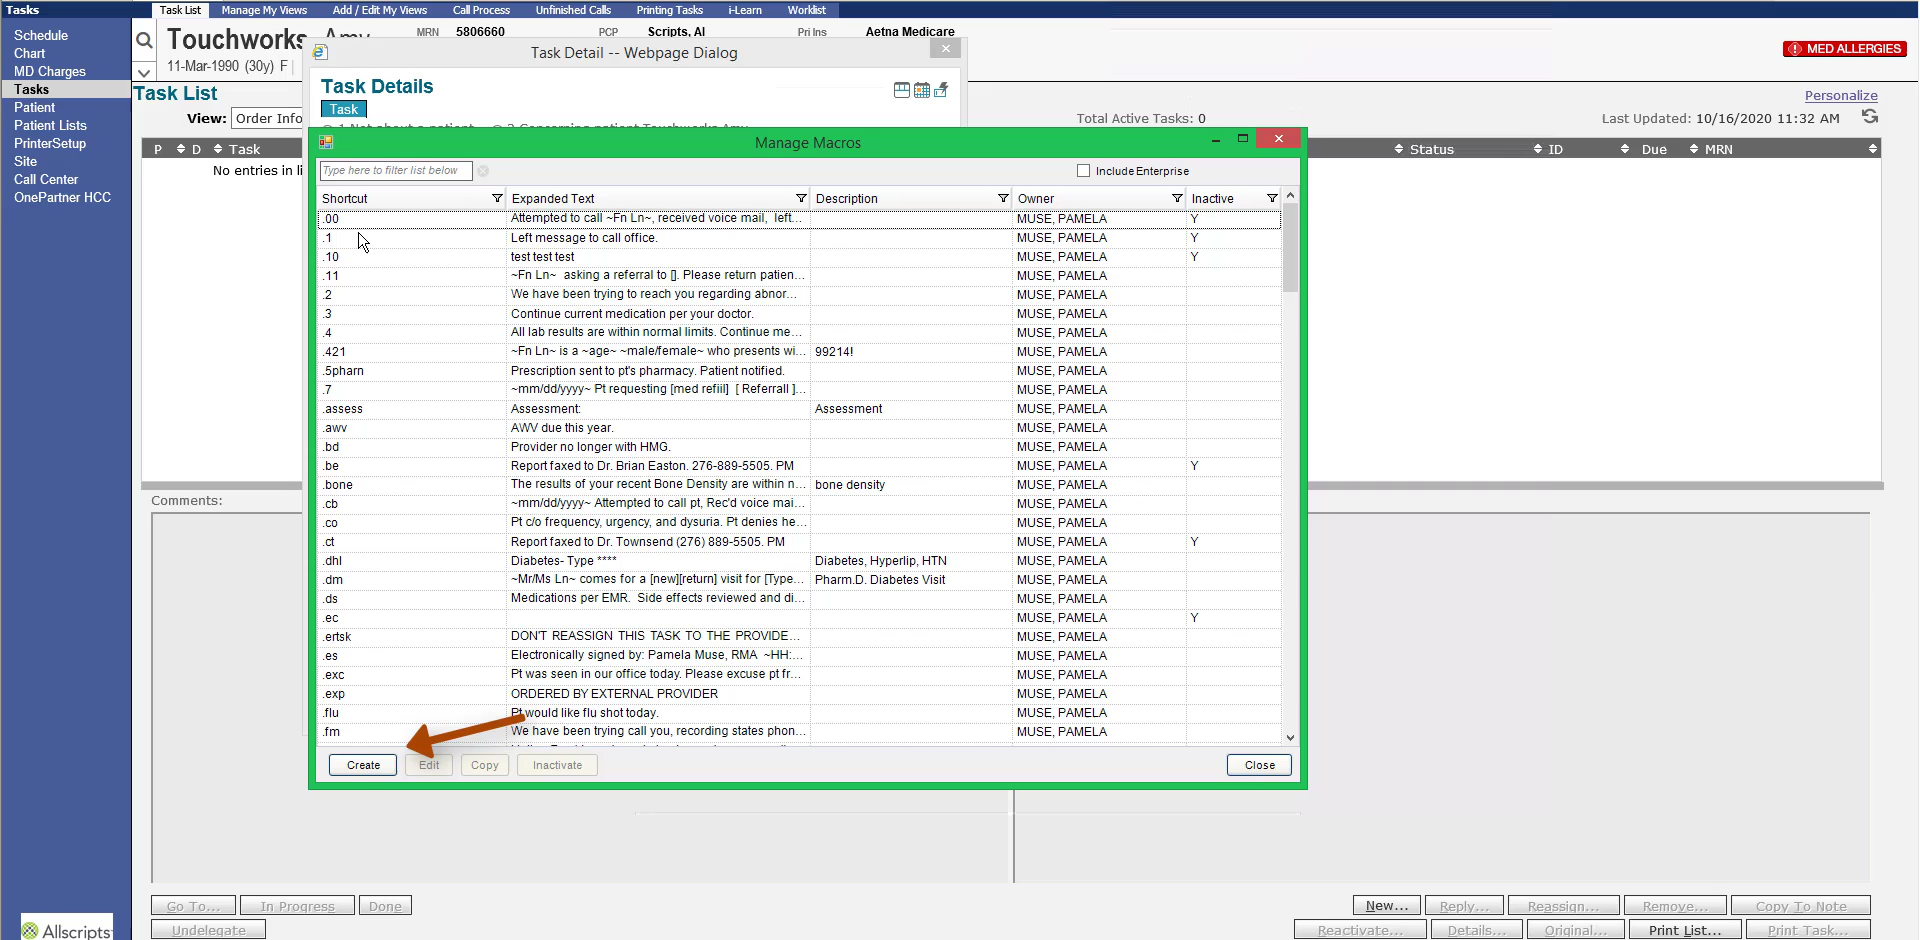 Tasks
Task List Manage My Views Add / Edit My Views Call Process Unfinished Calls Printing Tasks i-Learn Worklist
Schedule
Chart
MD Charges
Tasks
Patient
Patient Lists
PrinterSetup
Site
Call Center
OnePartner HCC
Touchworks, Amy MRN 5806660 PCP Scripts, Al Pri Ins Aetna Medicare
11-Mar-1990 (30y) F
MED ALLERGIES
Task List
Personalize
View: Order Info
Total Active Tasks: 0
Last Updated: 10/16/2020 11:32 AM
P D Task Status ID Due MRN
No entries in li
Task Detail -- Webpage Dialog
Task Details
Task
Manage Macros
Type here to filter list below
Include Enterprise
Shortcut Expanded Text Description Owner Inactive
.00 Attempted to call ~Fn Ln~, received voice mail, left... MUSE, PAMELA Y
.1 Left message to call office. MUSE, PAMELA Y
.10 test test test MUSE, PAMELA Y
.11 ~Fn Ln~ asking a referral to []. Please return patien... MUSE, PAMELA
.2 We have been trying to reach you regarding abnor... MUSE, PAMELA
.3 Continue current medication per your doctor. MUSE, PAMELA
.4 All lab results are within normal limits. Continue me... MUSE, PAMELA
.421 ~Fn Ln~ is a ~age~ ~male/female~ who presents wi... 99214! MUSE, PAMELA
.5pharn Prescription sent to pt's pharmacy. Patient notified. MUSE, PAMELA
.7 ~mm/dd/yyyy~ Pt requesting [med refiil] [ Referrall ]... MUSE, PAMELA
.assess Assessment: Assessment MUSE, PAMELA
.awv AWV due this year. MUSE, PAMELA
.bd Provider no longer with HMG. MUSE, PAMELA
.be Report faxed to Dr. Brian Easton. 276-889-5505. PM MUSE, PAMELA Y
.bone The results of your recent Bone Density are within n... bone density MUSE, PAMELA
.cb ~mm/dd/yyyy~ Attempted to call pt, Rec'd voice mai... MUSE, PAMELA
.co Pt c/o frequency, urgency, and dysuria. Pt denies he... MUSE, PAMELA
.ct Report faxed to Dr. Townsend (276) 889-5505. PM MUSE, PAMELA Y
.dhl Diabetes- Type **** Diabetes, Hyperlip, HTN MUSE, PAMELA
.dm ~Mr/Ms Ln~ comes for a [new][return] visit for [Type... Pharm.D. Diabetes Visit MUSE, PAMELA
.ds Medications per EMR. Side effects reviewed and di... MUSE, PAMELA
.ec MUSE, PAMELA Y
.ertsk DON'T REASSIGN THIS TASK TO THE PROVIDE... MUSE, PAMELA
.es Electronically signed by: Pamela Muse, RMA ~HH:... MUSE, PAMELA
.exc Pt was seen in our office today. Please excuse pt fr... MUSE, PAMELA
.exp ORDERED BY EXTERNAL PROVIDER MUSE, PAMELA
.flu Pt would like flu shot today. MUSE, PAMELA
.fm We have been trying call you, recording states phon... MUSE, PAMELA
Create Edit Copy Inactivate Close
Comments:
Go To... In Progress Done New... Reply... Reassign... Remove... Copy To Note
Undelegate Reactivate... Details... Original... Print List... Print Task...
Allscripts